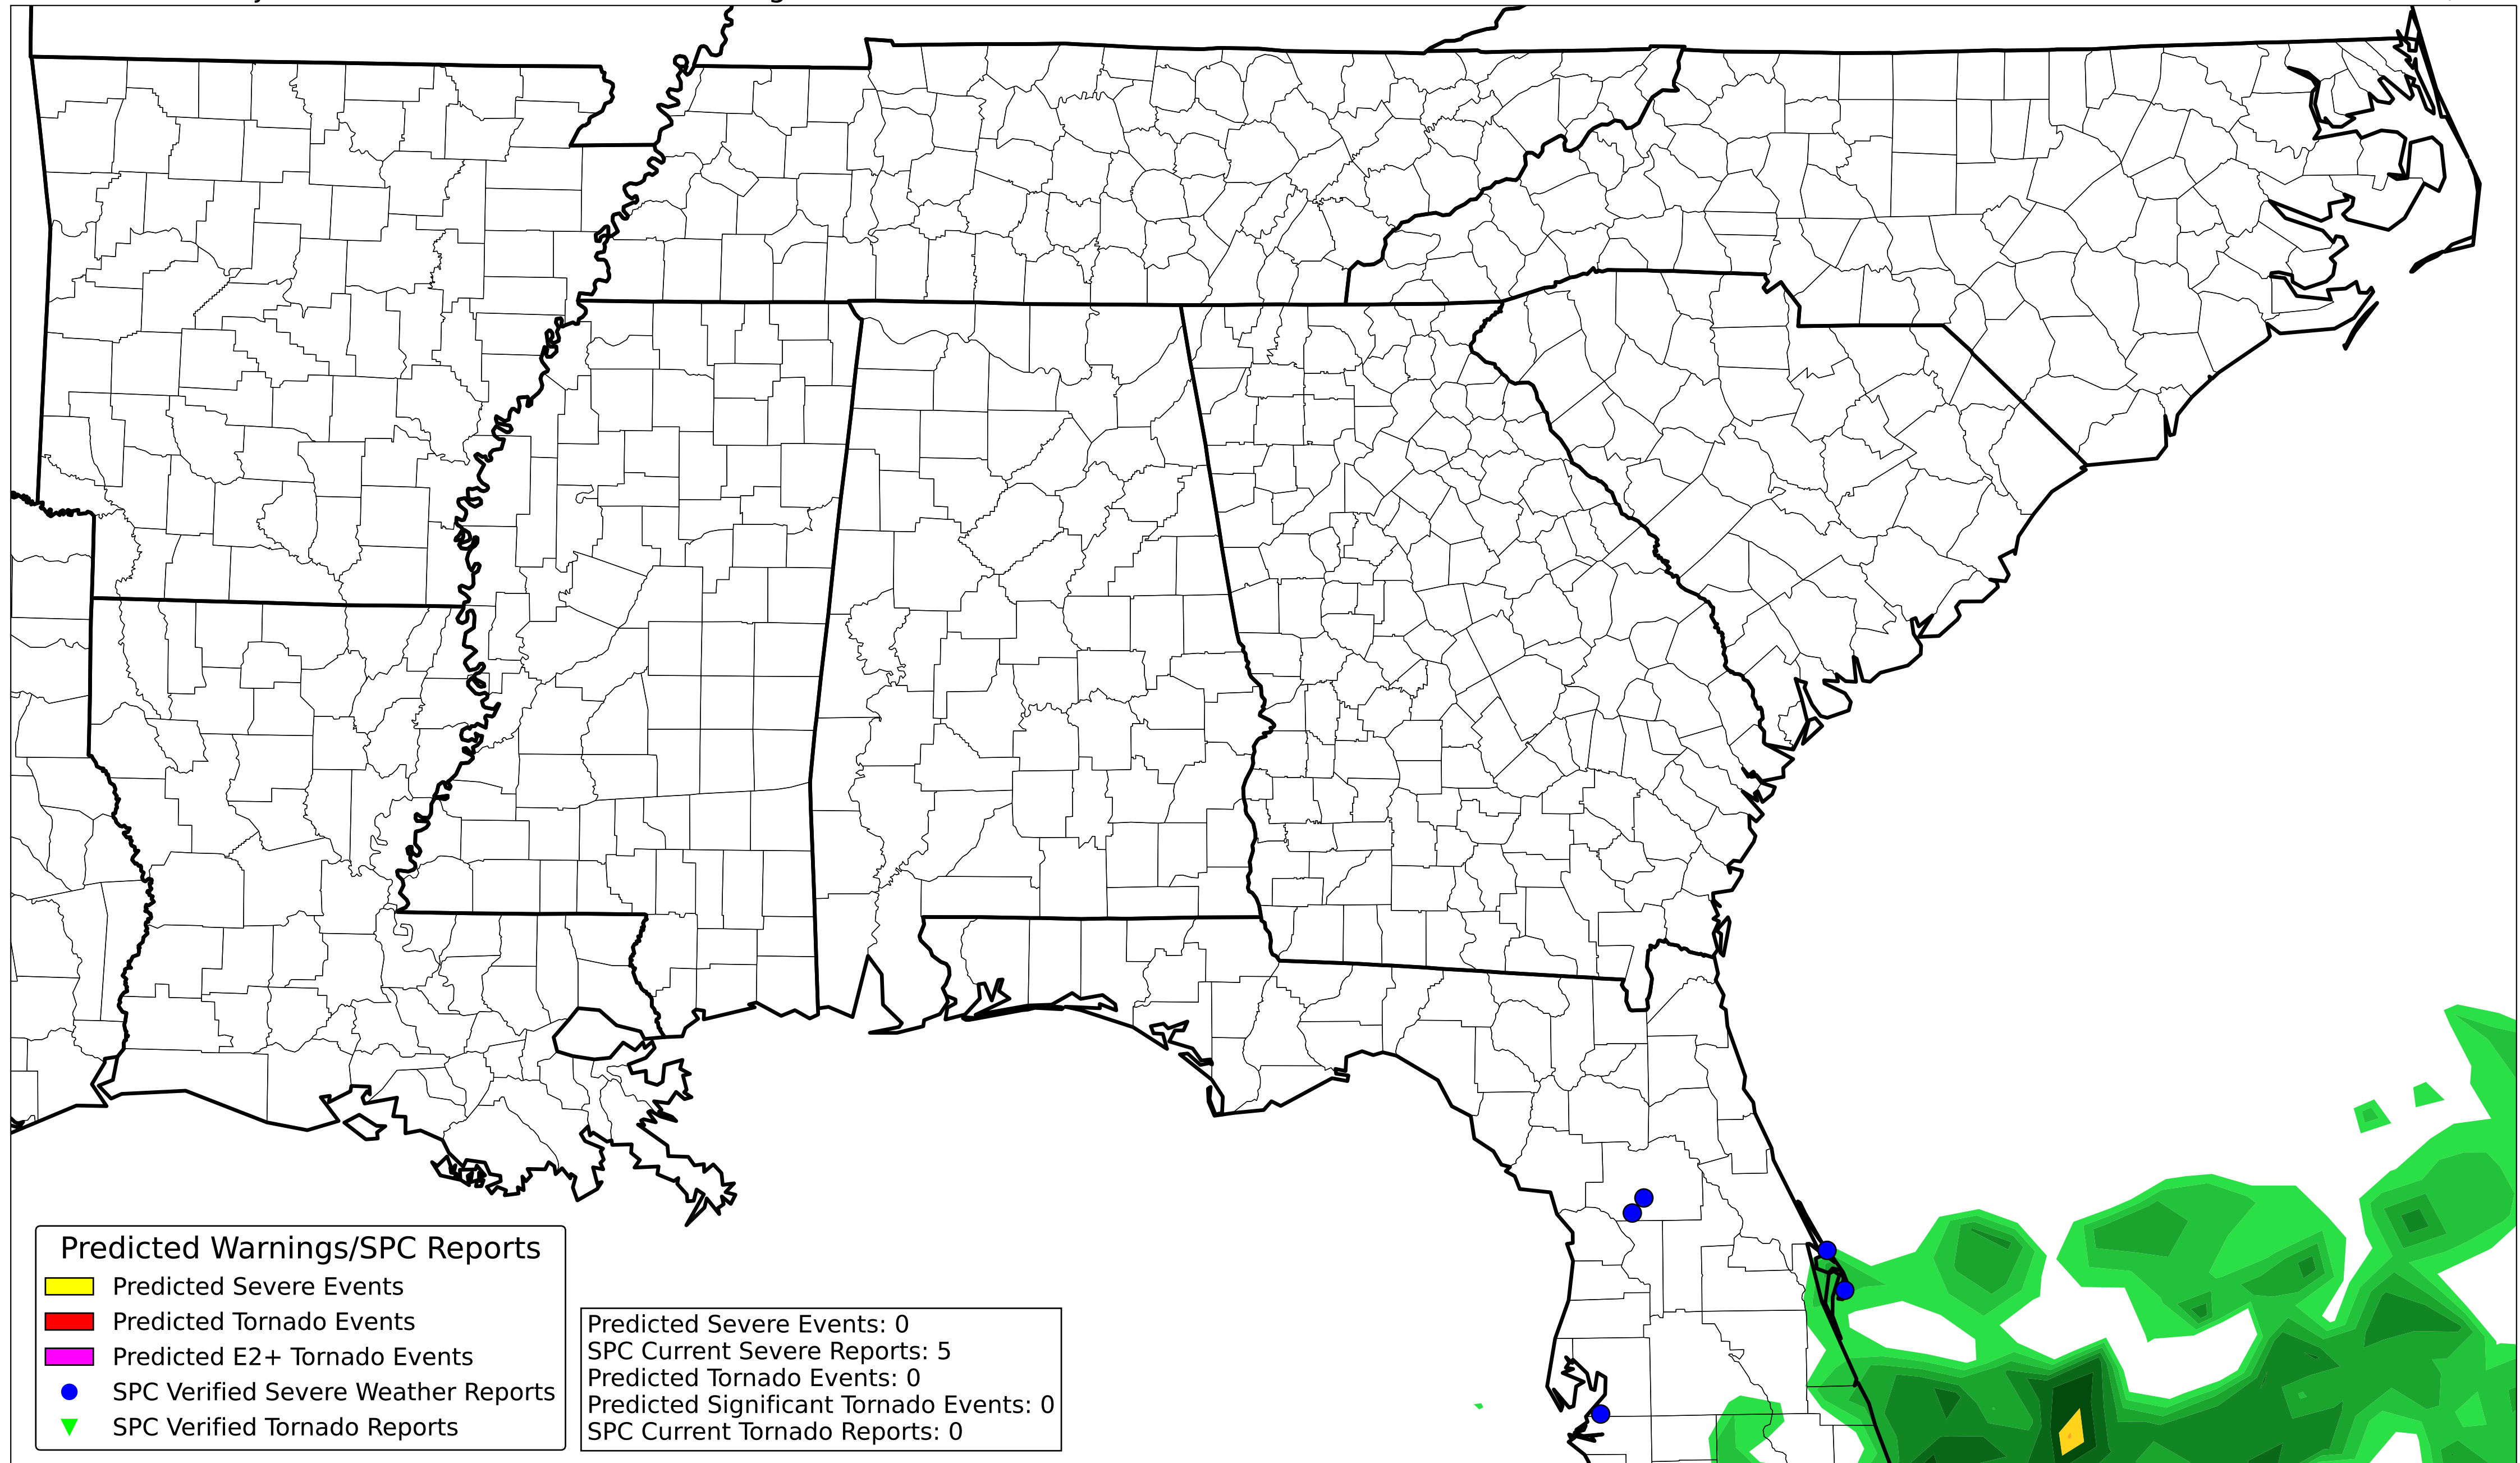 Predicted Warnings/SPC Reports
Predicted Severe Events
Predicted Tornado Events
Predicted E2+ Tornado Events
SPC Verified Severe Weather Reports
SPC Verified Tornado Reports
Predicted Severe Events: 0
SPC Current Severe Reports: 5
Predicted Tornado Events: 0
Predicted Significant Tornado Events: 0
SPC Current Tornado Reports: 0